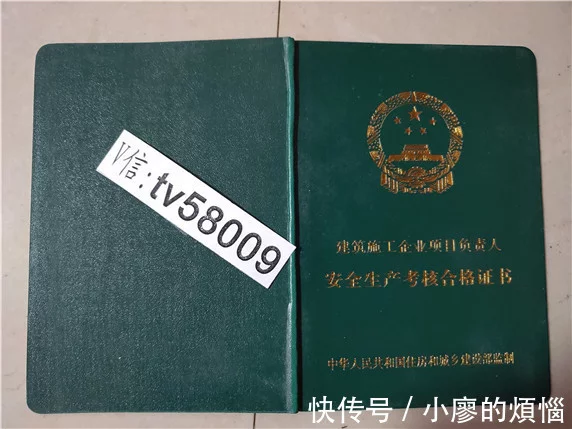 V信:tv58009
建筑施工企业项目负责人
安全生产考核合格证书
中华人民共和国住房和城乡建设部监制
快传号 / 小廖的煩惱